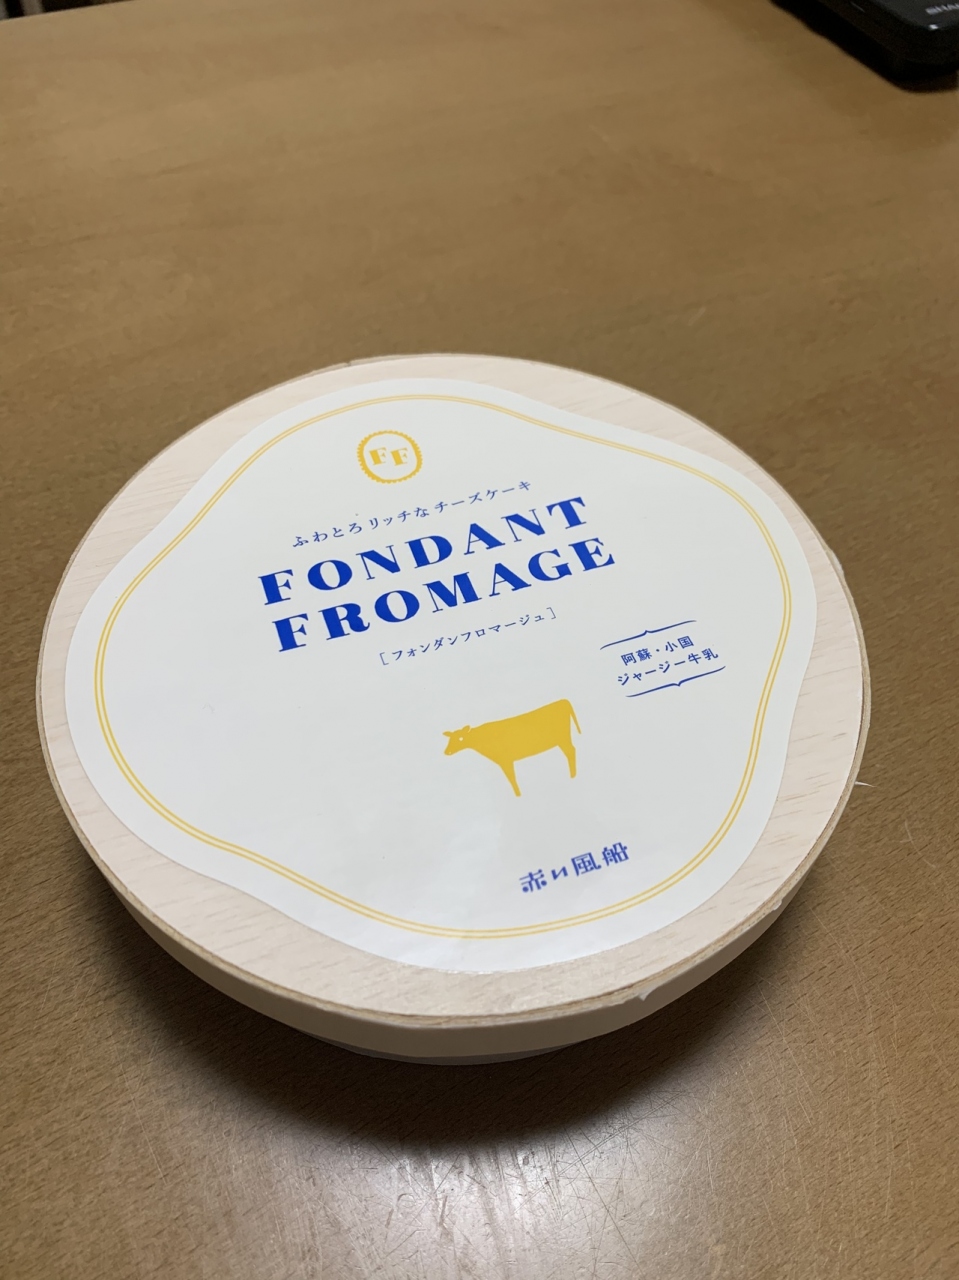 FF
ふわとろリッチなチーズケーキ
FONDANT
FROMAGE
[フォンダンフロマージュ]
阿蘇・小国
ジャージー牛乳
赤い風船